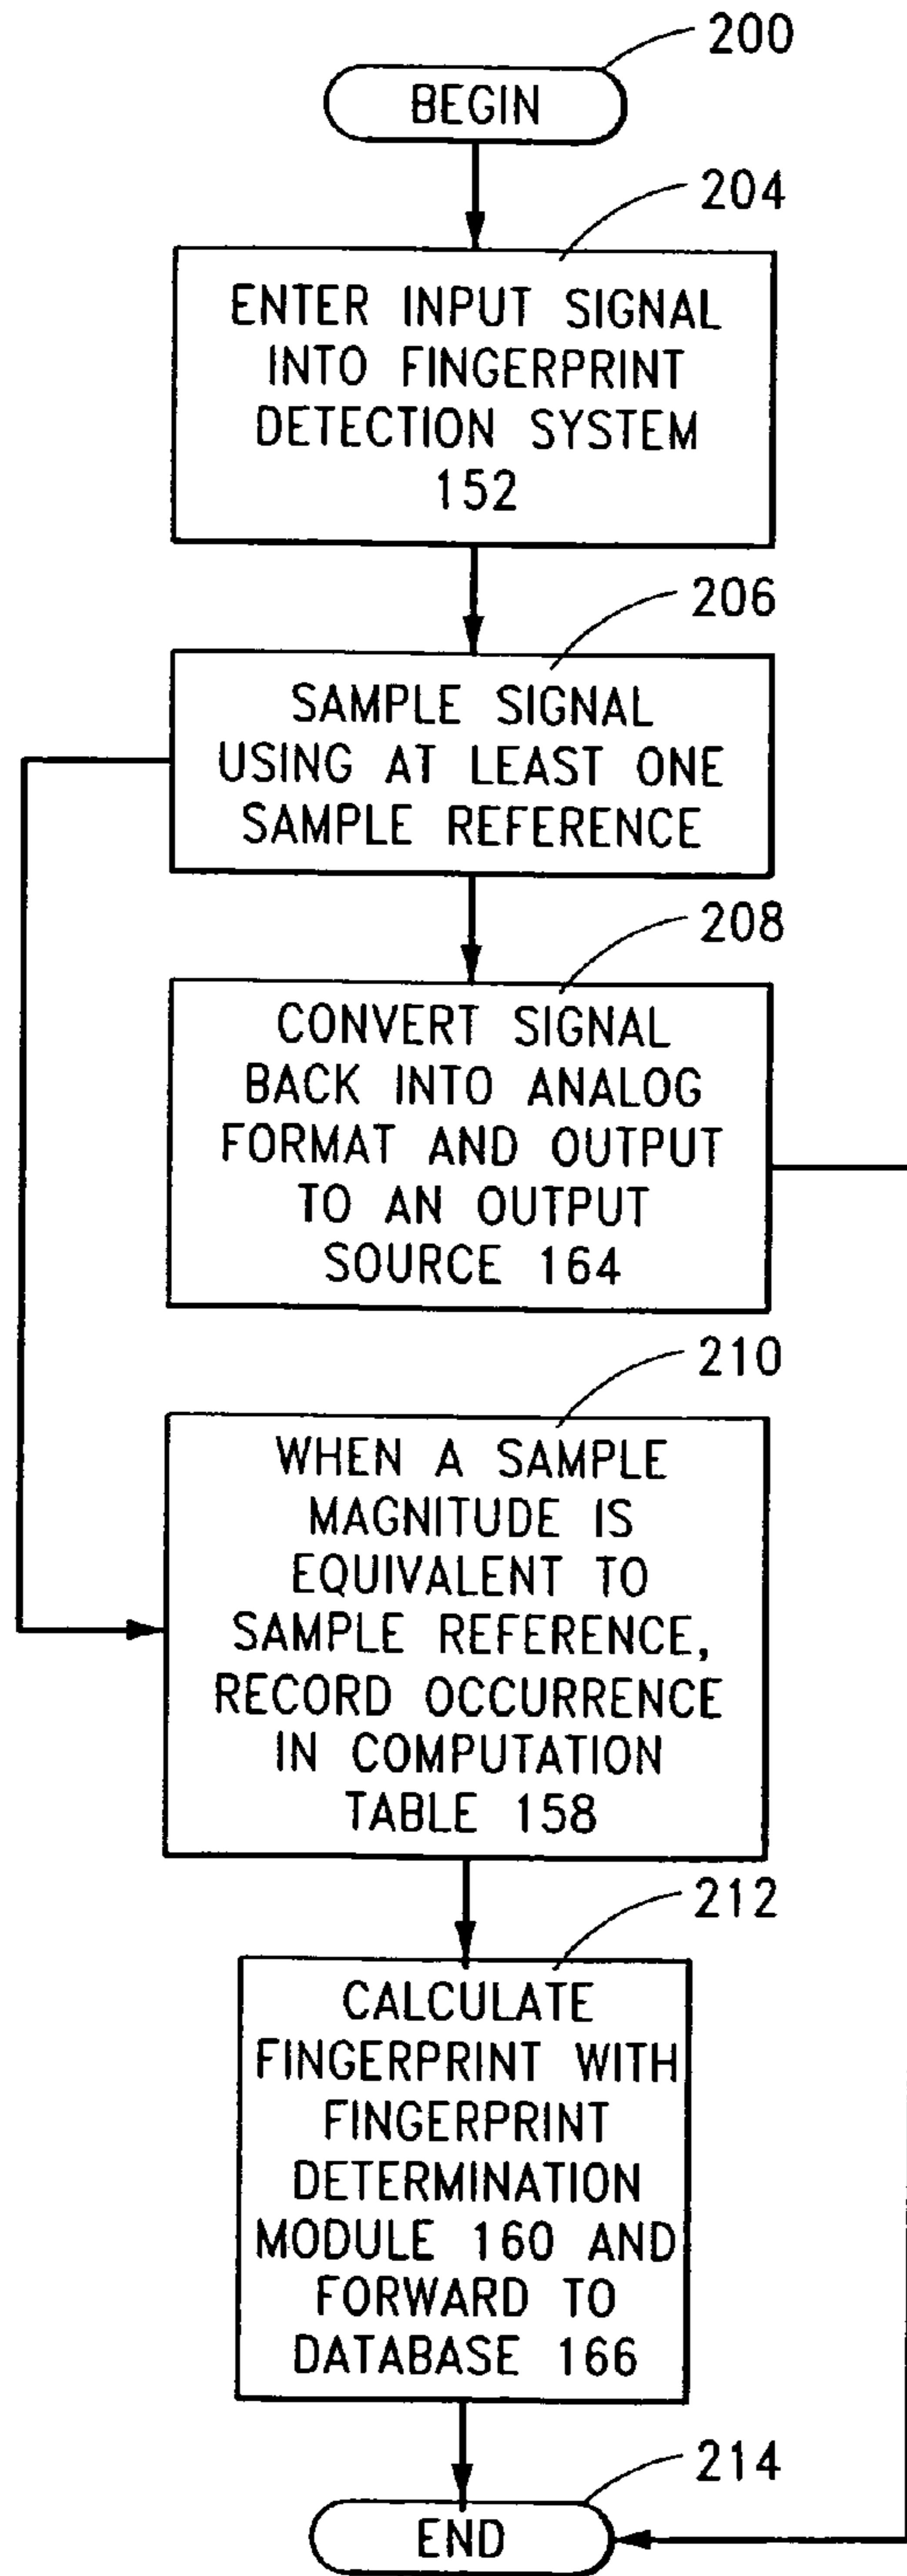 200
BEGIN
204
ENTER INPUT SIGNAL
INTO FINGERPRINT
DETECTION SYSTEM
152
206
SAMPLE SIGNAL
USING AT LEAST ONE
SAMPLE REFERENCE
208
CONVERT SIGNAL
BACK INTO ANALOG
FORMAT AND OUTPUT
TO AN OUTPUT
SOURCE 164
210
WHEN A SAMPLE
MAGNITUDE IS
EQUIVALENT TO
SAMPLE REFERENCE,
RECORD OCCURRENCE
IN COMPUTATION
TABLE 158
212
CALCULATE
FINGERPRINT WITH
FINGERPRINT
DETERMINATION
MODULE 160 AND
FORWARD TO
DATABASE 166
214
END